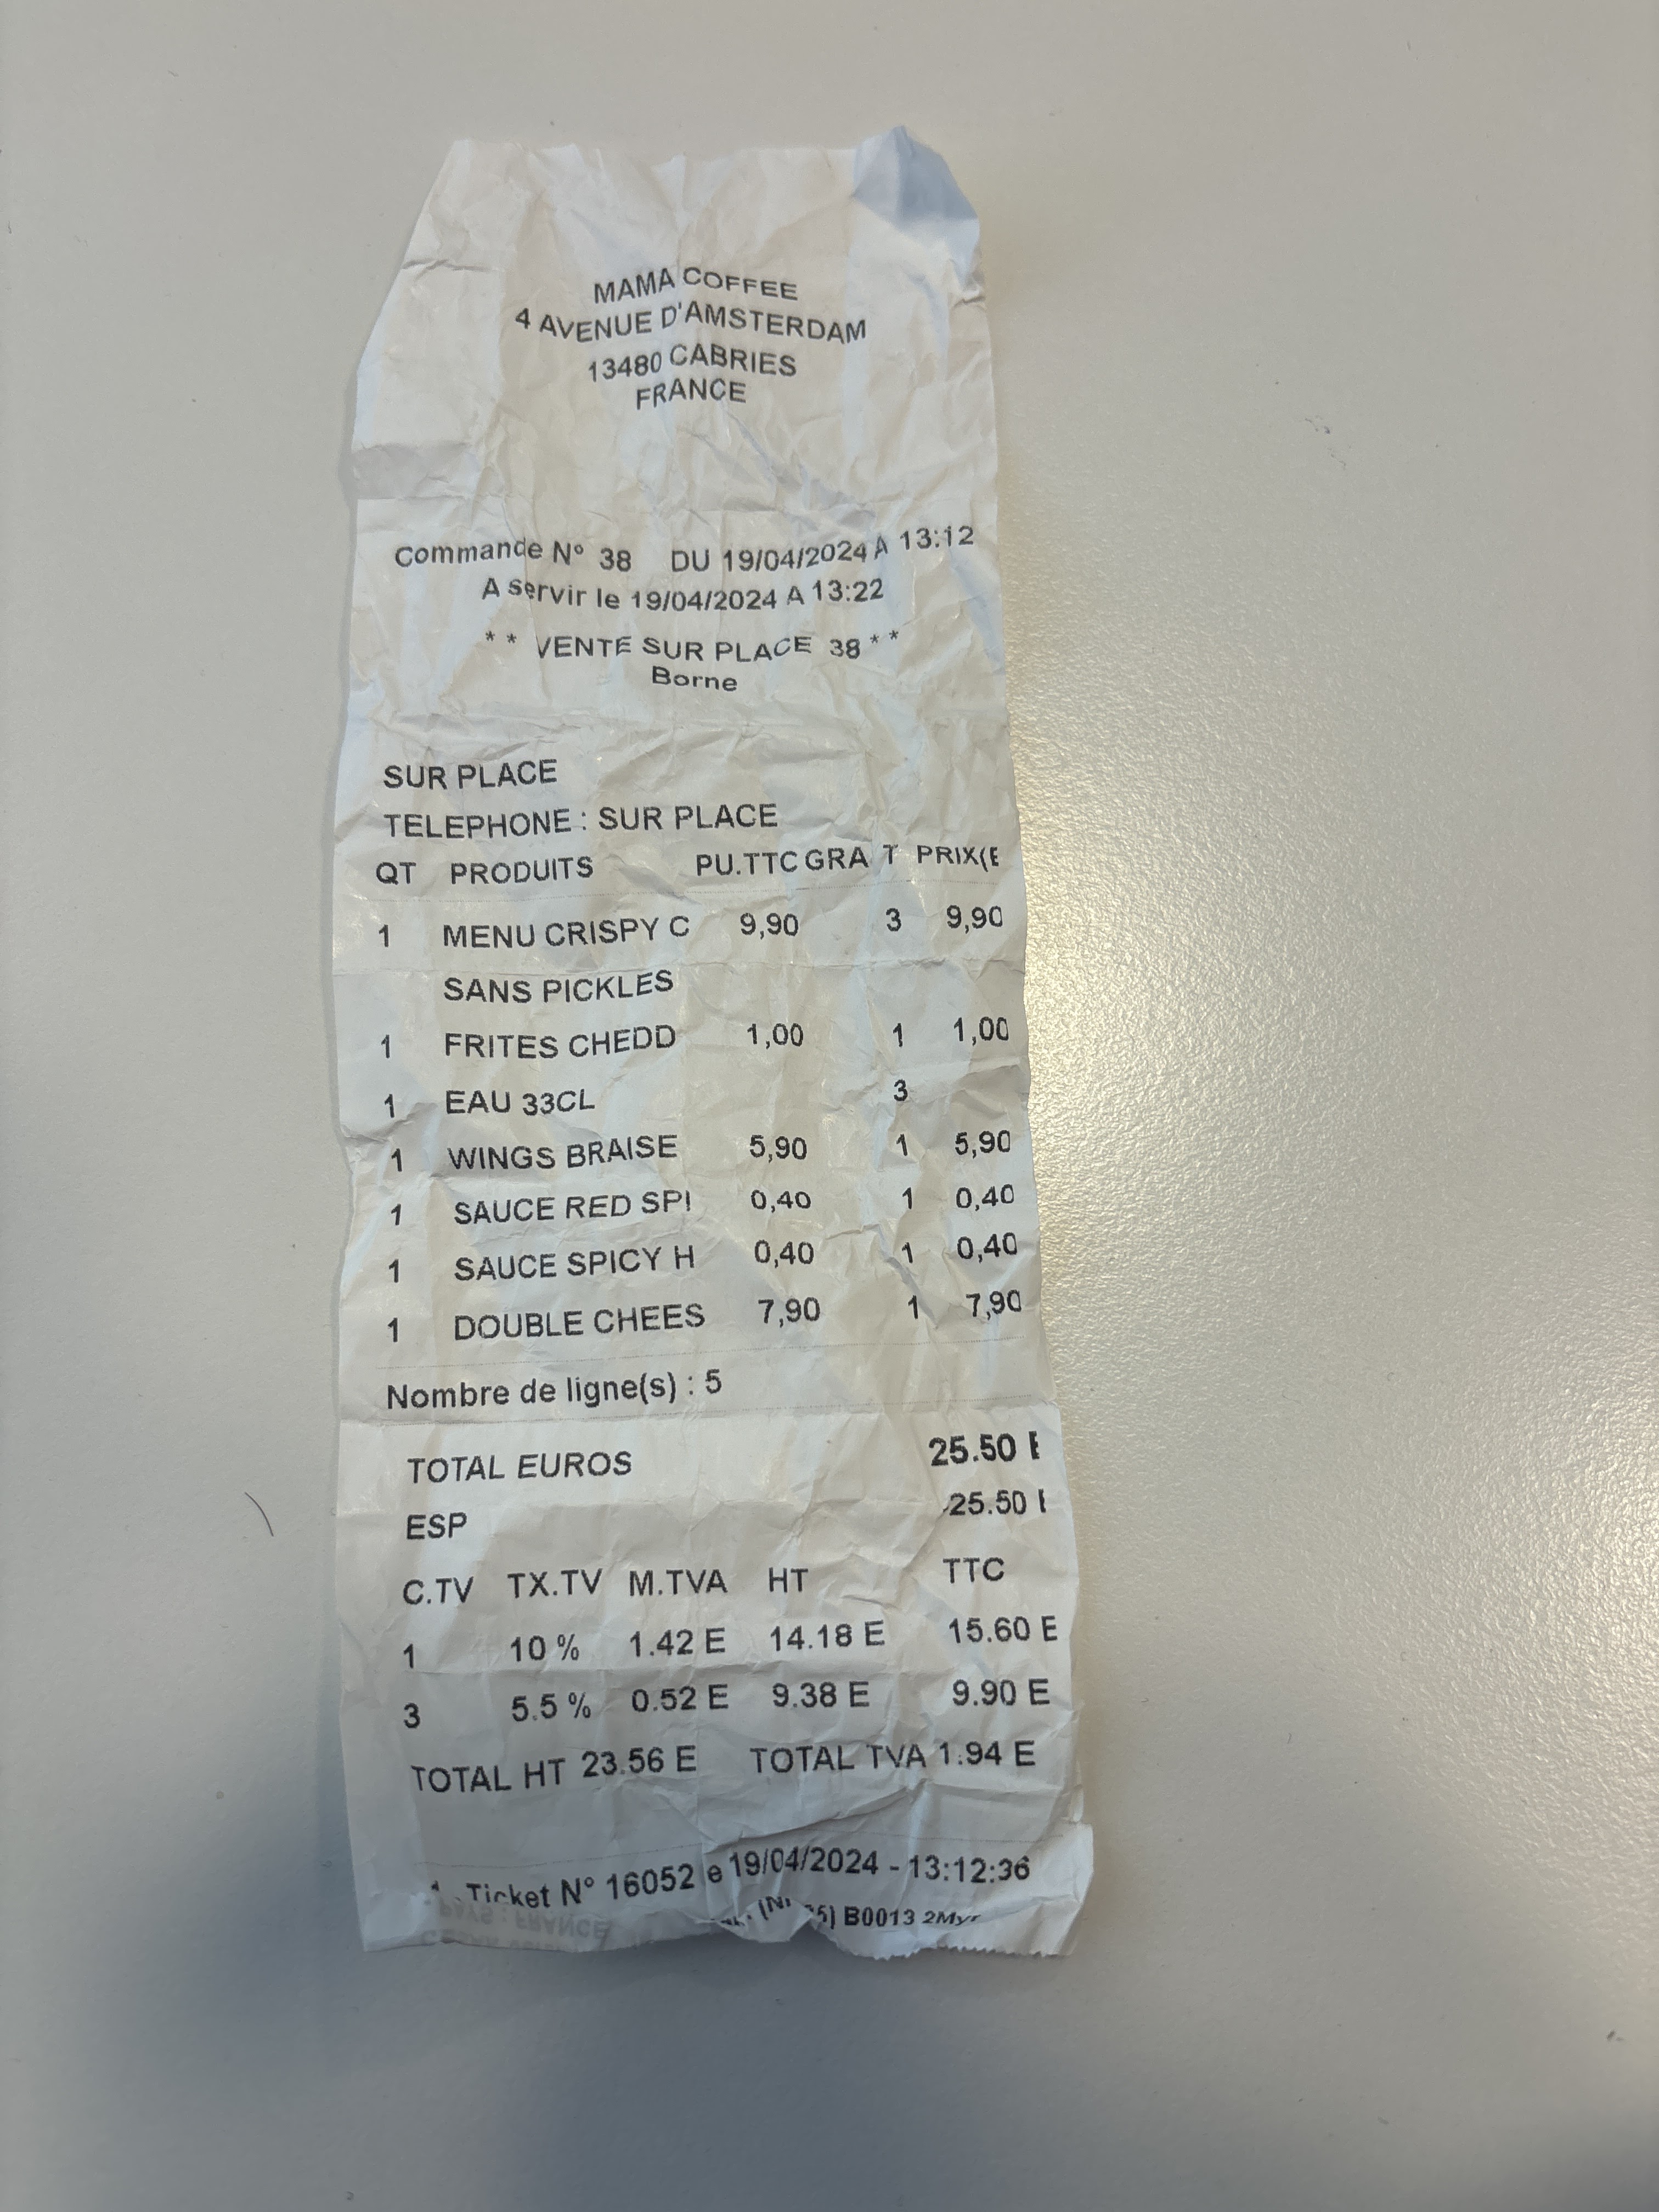 MAMA COFFEE
4 AVENUE D'AMSTERDAM
13480 CABRIES
FRANCE
Commande N° 38 DU 19/04/2024 A 13:12
A servir le 19/04/2024 A 13:22
** VENTE SUR PLACE 38 **
Borne
SUR PLACE
TELEPHONE : SUR PLACE
QT PRODUITS PU.TTC GRA T PRIX(E
1 MENU CRISPY C 9,90 3 9,90
SANS PICKLES
1 FRITES CHEDD 1,00 1 1,00
1 EAU 33CL 3
1 WINGS BRAISE 5,90 1 5,90
1 SAUCE RED SPI 0,40 1 0,40
1 SAUCE SPICY H 0,40 1 0,40
1 DOUBLE CHEES 7,90 1 7,90
Nombre de ligne(s) : 5
TOTAL EUROS 25.50 E
ESP 25.50
C.TV TX.TV M.TVA HT TTC
1 10 % 1.42 E 14.18 E 15.60 E
3 5.5 % 0.52 E 9.38 E 9.90 E
TOTAL HT 23.56 E TOTAL TVA 1.94 E
Ticket N° 16052 e 19/04/2024 - 13:12:36
B0013
PAYS : FRANCE